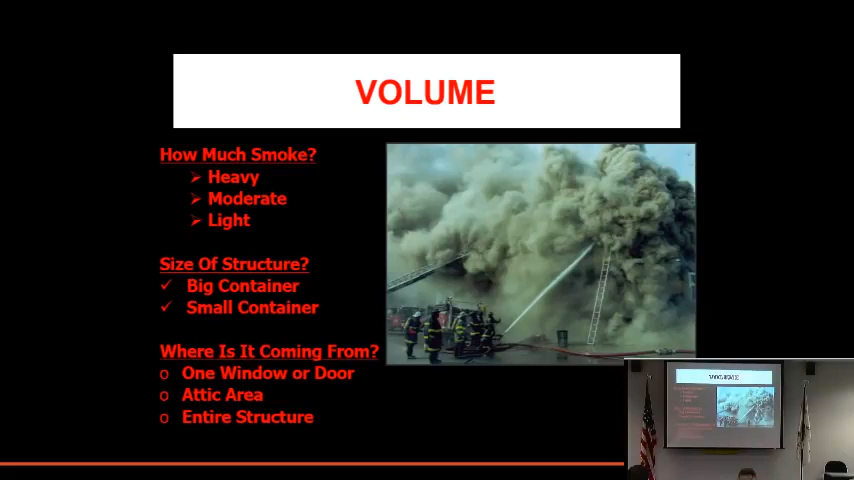 VOLUME
How Much Smoke?
➢ Heavy
➢ Moderate
➢ Light
Size Of Structure?
✓ Big Container
✓ Small Container
Where Is It Coming From?
o One Window or Door
o Attic Area
o Entire Structure
VOLUME